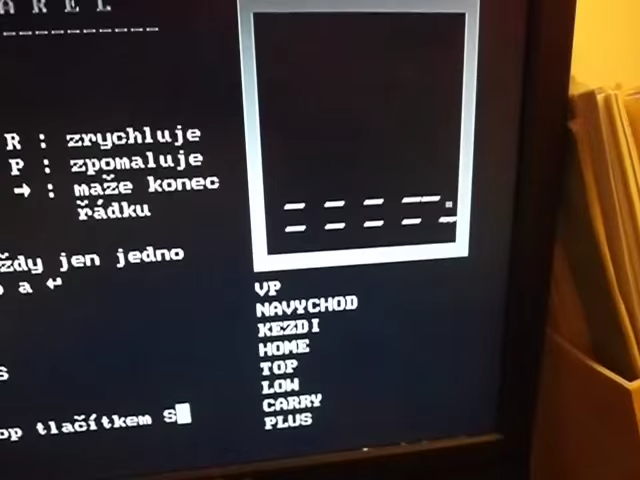 A R E L
R : zrychluje
P : zpomaluje
→ : maže konec
řádku
ždy jen jedno
a ↵
s
op tlačítkem S
VP
NAVYCHOD
KEZDI
HOME
TOP
LOW
CARRY
PLUS